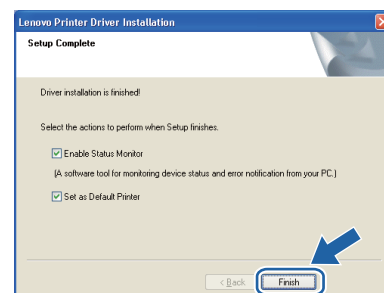 Lenovo Printer Driver Installation
Setup Complete
Driver installation is finished!
Select the actions to perform when Setup finishes.
Enable Status Monitor
(A software tool for monitoring device status and error notification from your PC.)
Set as Default Printer
< Back
Finish